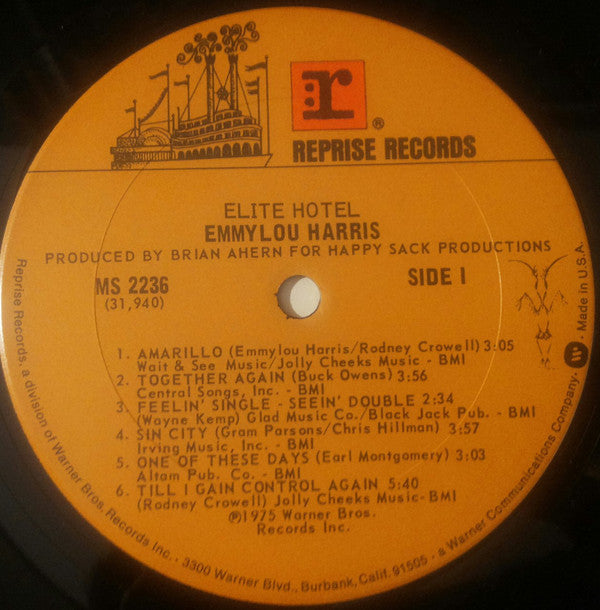 r
®
REPRISE RECORDS
ELITE HOTEL
EMMYLOU HARRIS
PRODUCED BY BRIAN AHERN FOR HAPPY SACK PRODUCTIONS
MS 2236
(31,940)
SIDE 1
1. AMARILLO (Emmylou Harris/Rodney Crowell) 3:05
Wait & See Music/Jolly Cheeks Music - BMI
2. TOGETHER AGAIN (Buck Owens) 3:56
Central Songs, Inc. - BMI
3. FEELIN' SINGLE - SEEIN' DOUBLE 2:34
(Wayne Kemp) Glad Music Co./Black Jack Pub. - BMI
4. SIN CITY (Gram Parsons/Chris Hillman) 3:57
Irving Music, Inc. - BMI
5. ONE OF THESE DAYS (Earl Montgomery) 3:03
Altam Pub. Co. - BMI
6. TILL I GAIN CONTROL AGAIN 5:40
(Rodney Crowell) Jolly Cheeks Music-BMI
℗1975 Warner Bros.
Records Inc.
Reprise Records, a division of Warner Bros. Records Inc. - 3300 Warner Blvd., Burbank, Calif. 91505 - a Warner Communications Company. W - Made in U.S.A.